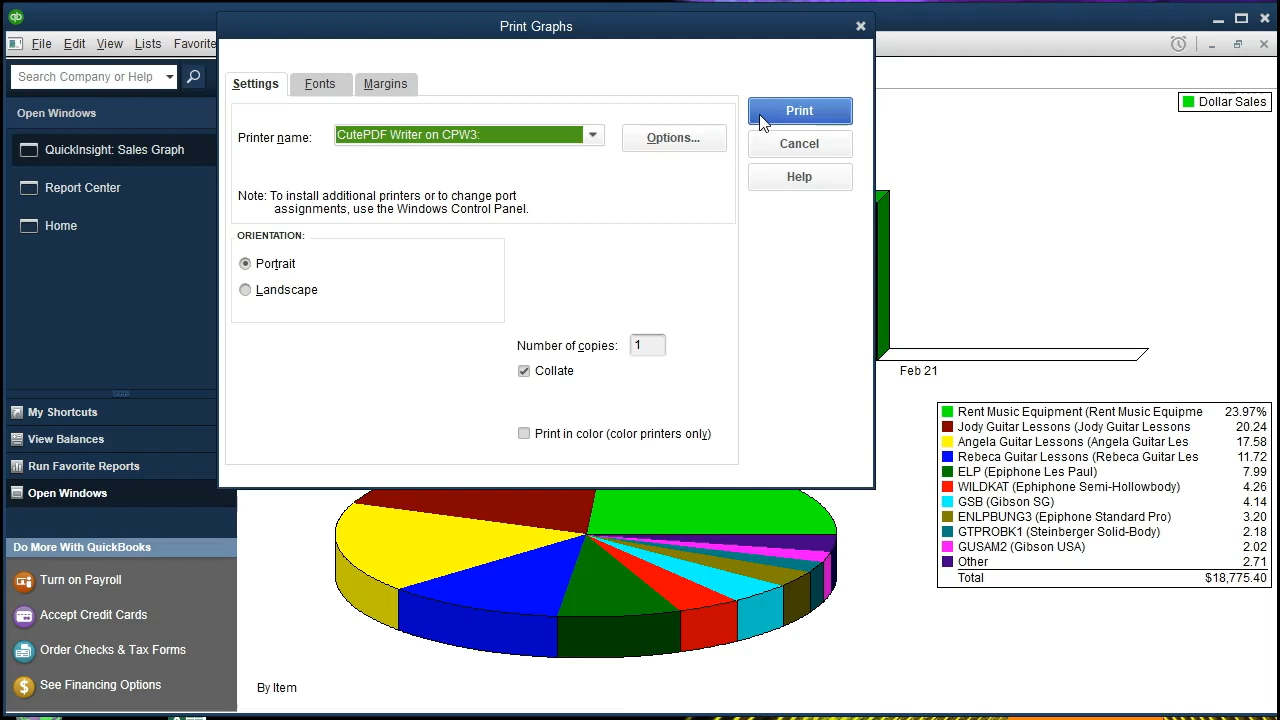 qb
Print Graphs
File Edit View Lists Favorite
Search Company or Help
Open Windows
QuickInsight: Sales Graph
Report Center
Home
My Shortcuts
View Balances
Run Favorite Reports
Open Windows
Do More With QuickBooks
Turn on Payroll
Accept Credit Cards
Order Checks & Tax Forms
See Financing Options
Settings Fonts Margins
Printer name: CutePDF Writer on CPW3: Options...
Note: To install additional printers or to change port
assignments, use the Windows Control Panel.
ORIENTATION:
Portrait
Landscape
Number of copies: 1
Collate
Print in color (color printers only)
Print
Cancel
Help
Dollar Sales
Feb 21
Rent Music Equipment (Rent Music Equipme 23.97%
Jody Guitar Lessons (Jody Guitar Lessons 20.24
Angela Guitar Lessons (Angela Guitar Les 17.58
Rebeca Guitar Lessons (Rebeca Guitar Les 11.72
ELP (Epiphone Les Paul) 7.99
WILDKAT (Ephiphone Semi-Hollowbody) 4.26
GSB (Gibson SG) 4.14
ENLPBUNG3 (Epiphone Standard Pro) 3.20
GTPROBK1 (Steinberger Solid-Body) 2.18
GUSAM2 (Gibson USA) 2.02
Other 2.71
Total $18,775.40
By Item